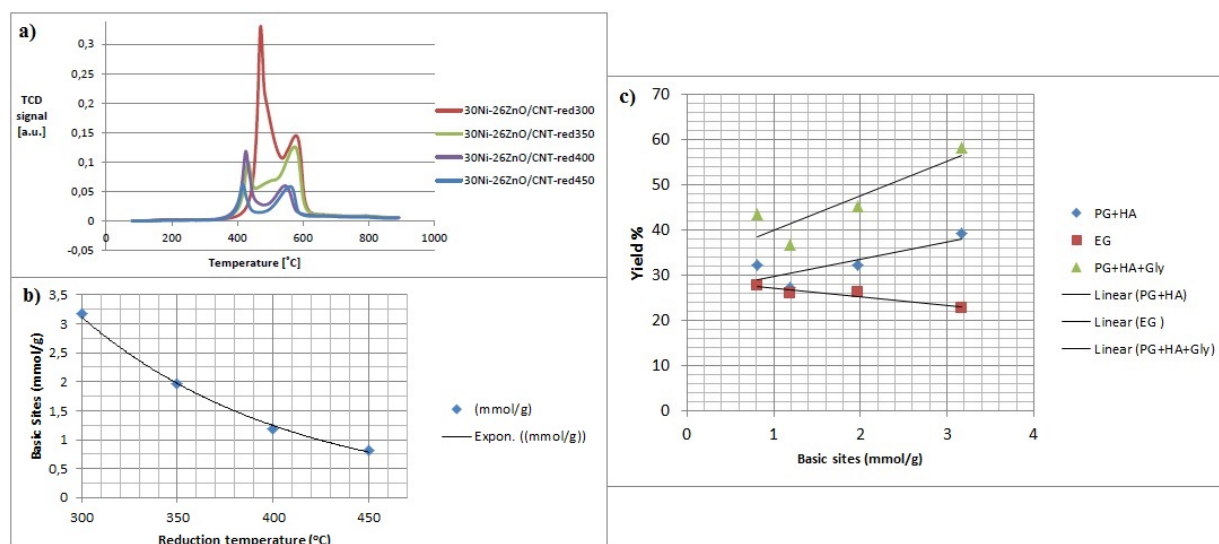 a)
0,3
0,25
0,2
0,15
0,1
0,05
0
-0,05
TCD
signal
[a.u.]
0 200 400 600 800 1000
Temperature [˚C]
30Ni-26ZnO/CNT-red300
30Ni-26ZnO/CNT-red350
30Ni-26ZnO/CNT-red400
30Ni-26ZnO/CNT-red450
b)
3,5
3
2,5
2
1,5
1
0,5
0
Basic Sites (mmol/g)
300 350 400 450
Reduction temperature (°C)
(mmol/g)
Expon. ((mmol/g))
c)
70
60
50
40
30
20
10
0
Yield %
0 1 2 3 4
Basic sites (mmol/g)
PG+HA
EG
PG+HA+Gly
Linear (PG+HA)
Linear (EG )
Linear (PG+HA+Gly)